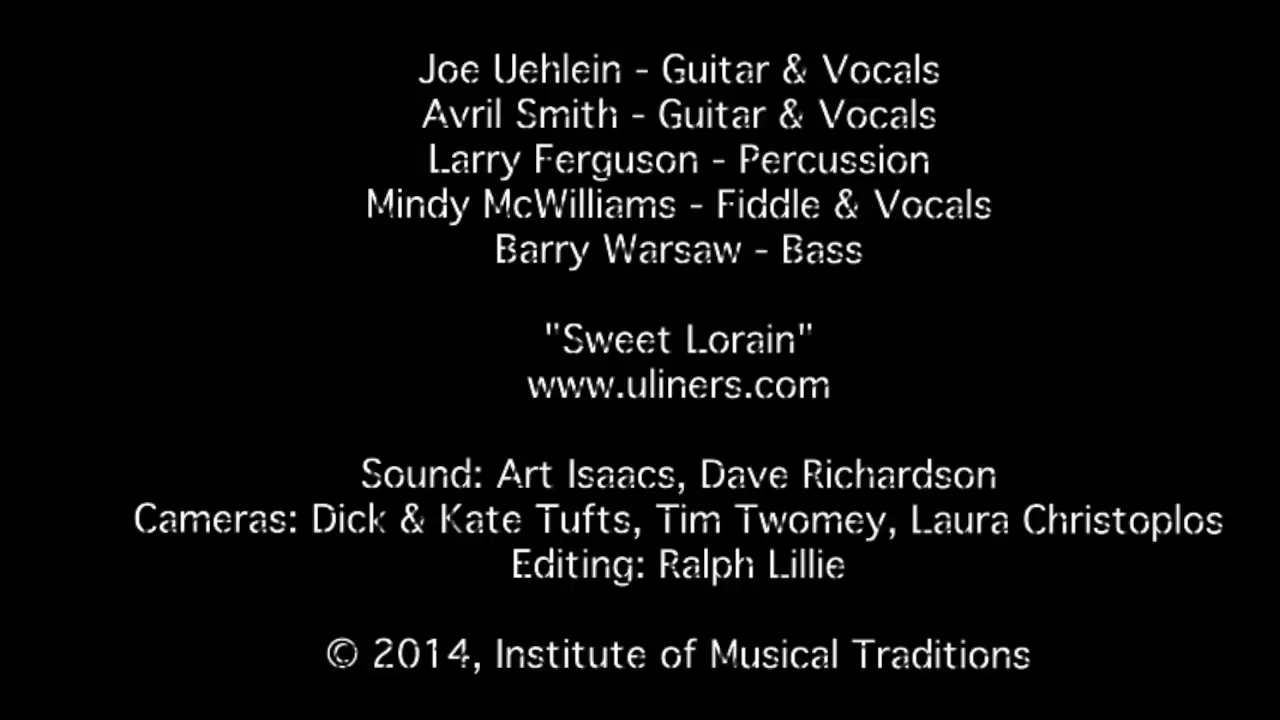 Joe Uehlein - Guitar & Vocals
Avril Smith - Guitar & Vocals
Larry Ferguson - Percussion
Mindy McWilliams - Fiddle & Vocals
Barry Warsaw - Bass
"Sweet Lorain"
www.uliners.com
Sound: Art Isaacs, Dave Richardson
Cameras: Dick & Kate Tufts, Tim Twomey, Laura Christoplos
Editing: Ralph Lillie
© 2014, Institute of Musical Traditions